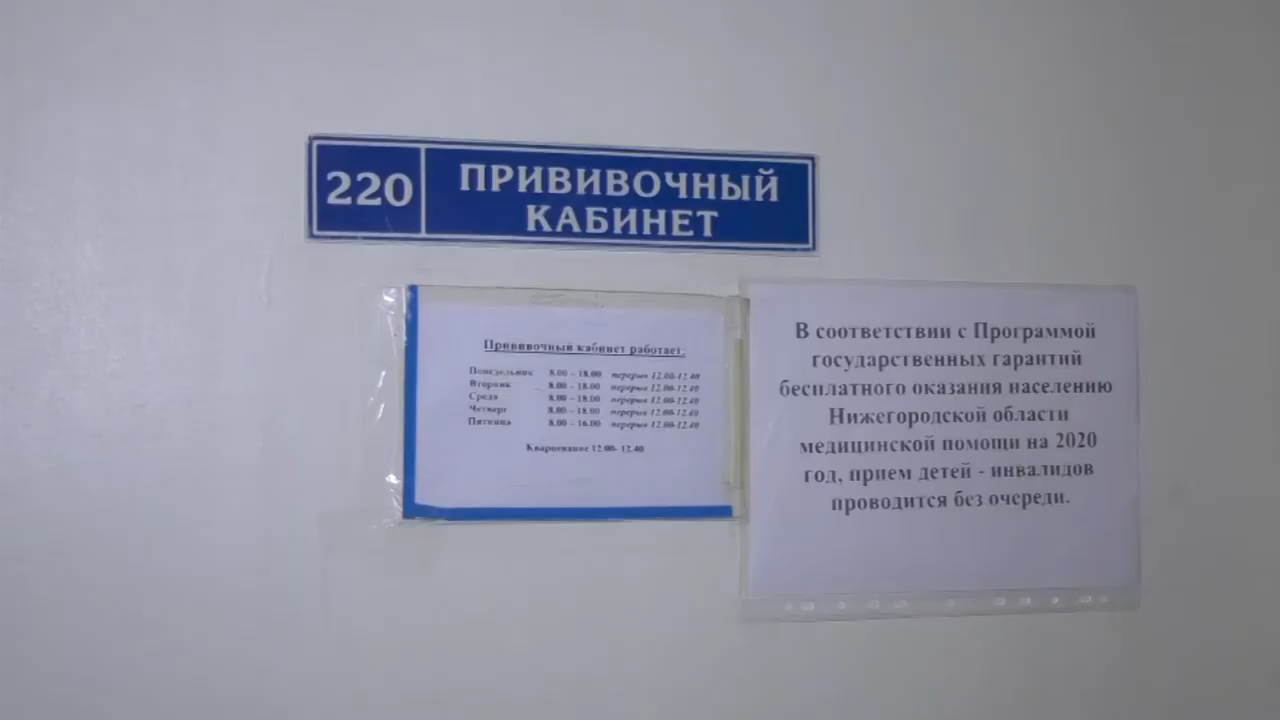 220
ПРИВИВОЧНЫЙ
КАБИНЕТ
Прививочный кабинет работает:
Понедельник 8.00 – 18.00 перерыв 12.00-12.40
Вторник 8.00 – 18.00 перерыв 12.00-12.40
Среда 8.00 – 18.00 перерыв 12.00-12.40
Четверг 8.00 – 18.00 перерыв 12.00-12.40
Пятница 8.00 – 16.00 перерыв 12.00-12.40
Кварцевание 12.00- 12.40
В соответствии с Программой
государственных гарантий
бесплатного оказания населению
Нижегородской области
медицинской помощи на 2020
год, прием детей - инвалидов
проводится без очереди.